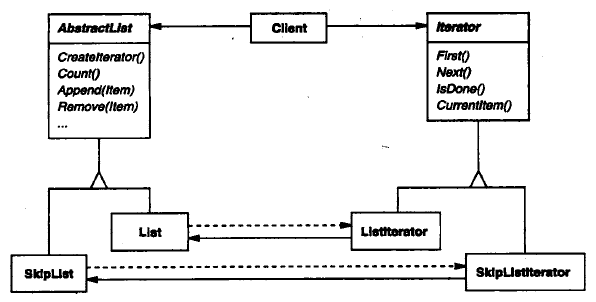 AbstractList
Client
Iterator
CreateIterator()
Count()
Append(Item)
Remove(Item)
...
First()
Next()
IsDone()
CurrentItem()
List
ListIterator
SkipList
SkipListIterator